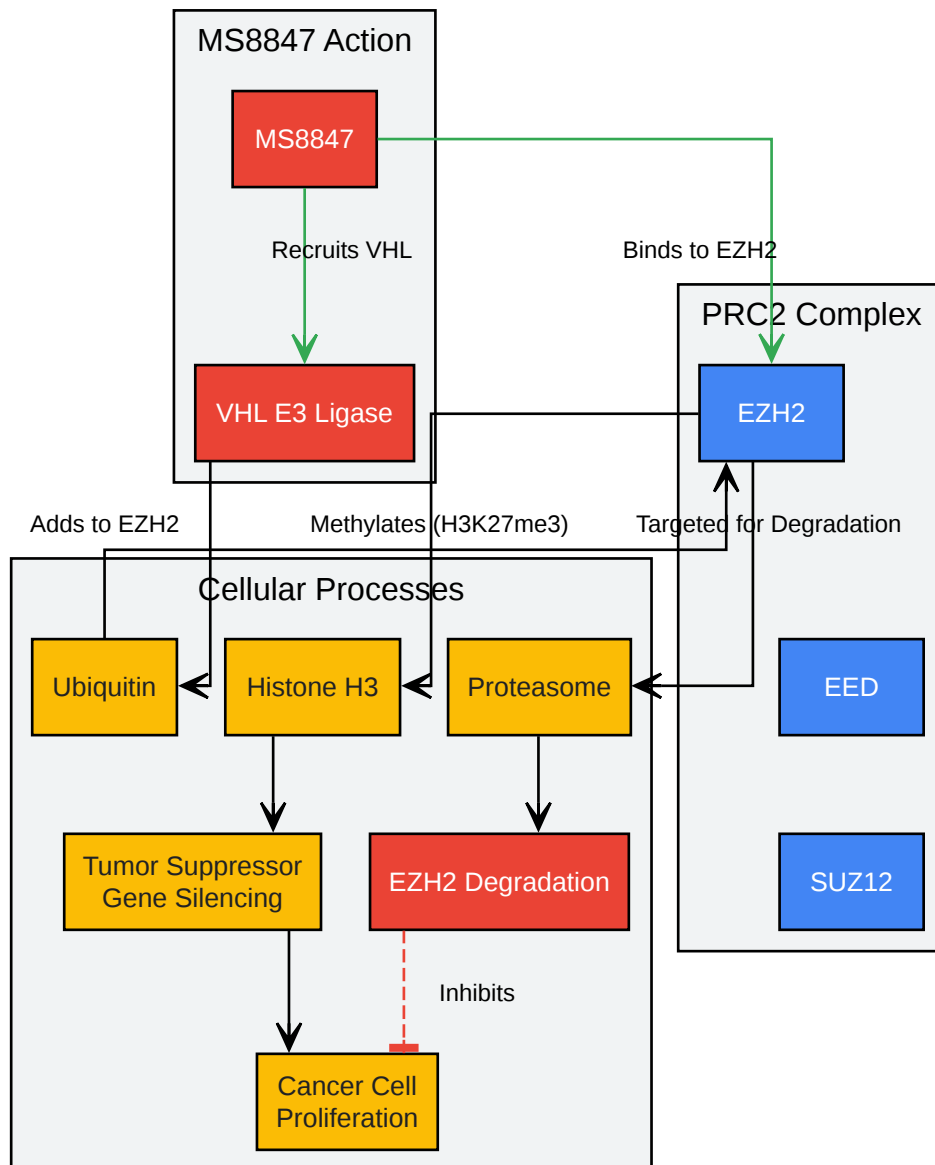 MS8847 Action
MS8847
Recruits VHL
Binds to EZH2
PRC2 Complex
VHL E3 Ligase
EZH2
Adds to EZH2
Methylates (H3K27me3)
Targeted for Degradation
Cellular Processes
Ubiquitin
Histone H3
Proteasome
EED
Tumor Suppressor
Gene Silencing
EZH2 Degradation
SUZ12
Inhibits
Cancer Cell
Proliferation